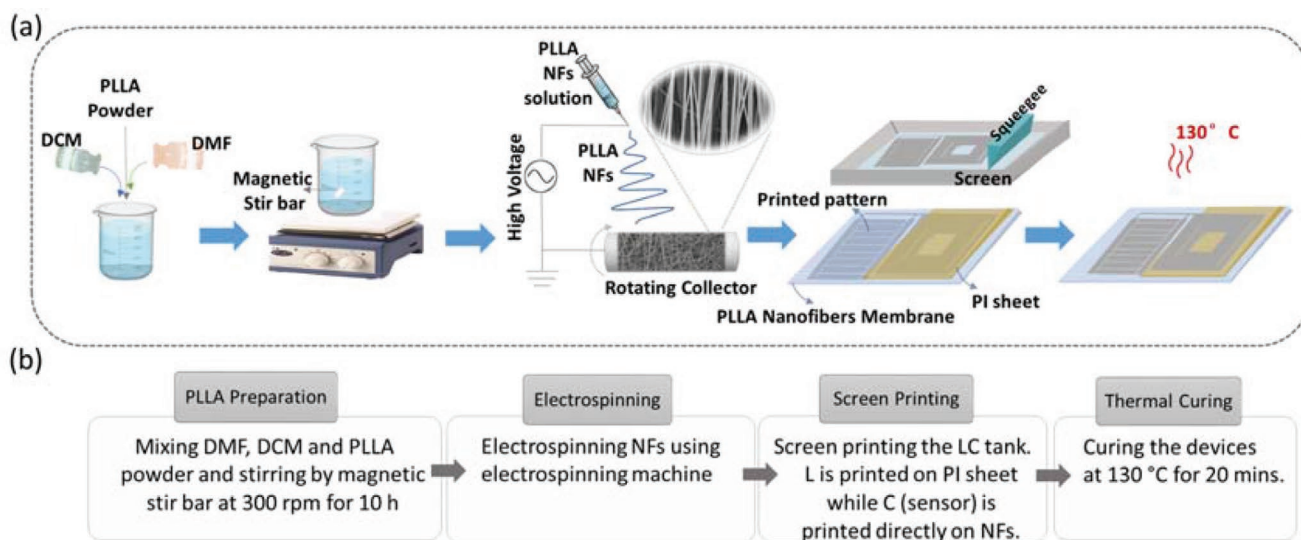 (a)
PLLA
Powder
DCM
DMF
Magnetic
Stir bar
PLLA
NFs
solution
High Voltage
PLLA
NFs
Rotating Collector
Squeegee
Screen
Printed pattern
PI sheet
PLLA Nanofibers Membrane
130° C
(b)
PLLA Preparation
Mixing DMF, DCM and PLLA
powder and stirring by magnetic
stir bar at 300 rpm for 10 h
Electrospinning
Electrospinning NFs using
electrospinning machine
Screen Printing
Screen printing the LC tank.
L is printed on PI sheet
while C (sensor) is
printed directly on NFs.
Thermal Curing
Curing the devices
at 130 °C for 20 mins.